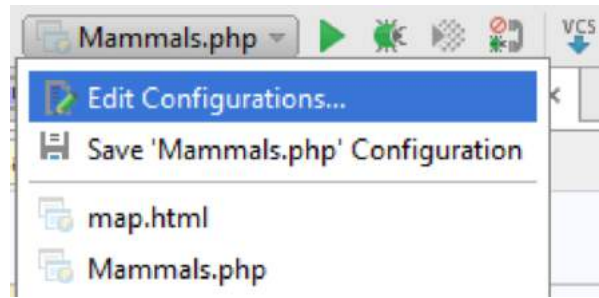 Mammals.php
VCS
Edit Configurations...
Save 'Mammals.php' Configuration
map.html
Mammals.php